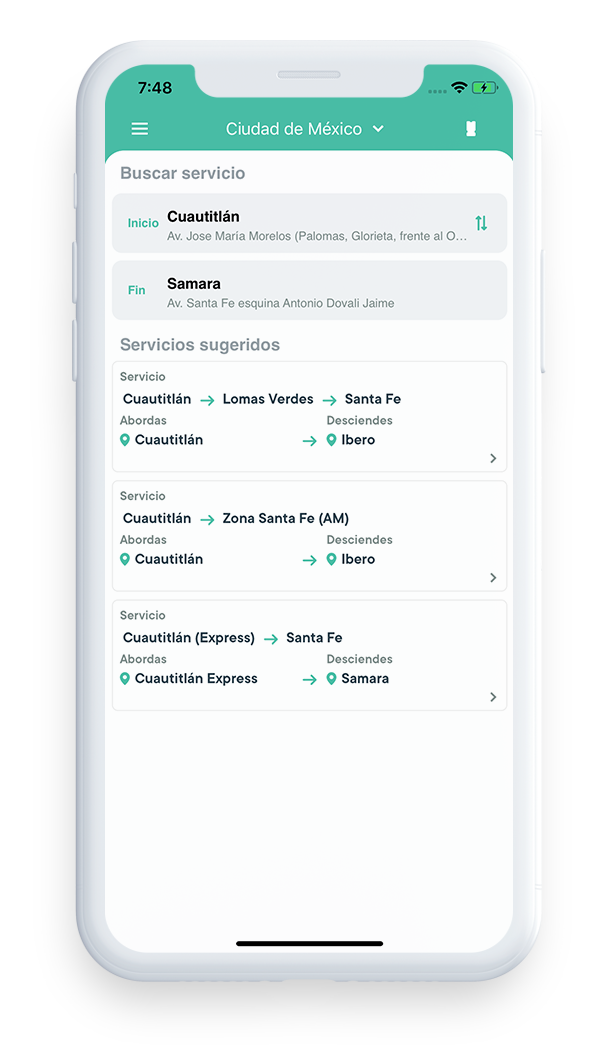 7:48
Ciudad de México
Buscar servicio
Inicio Cuautitlán
Av. Jose María Morelos (Palomas, Glorieta, frente al O...
Fin Samara
Av. Santa Fe esquina Antonio Dovali Jaime
Servicios sugeridos
Servicio
Cuautitlán → Lomas Verdes → Santa Fe
Abordas Desciendes
Cuautitlán → Ibero
Servicio
Cuautitlán → Zona Santa Fe (AM)
Abordas Desciendes
Cuautitlán → Ibero
Servicio
Cuautitlán (Express) → Santa Fe
Abordas Desciendes
Cuautitlán Express → Samara